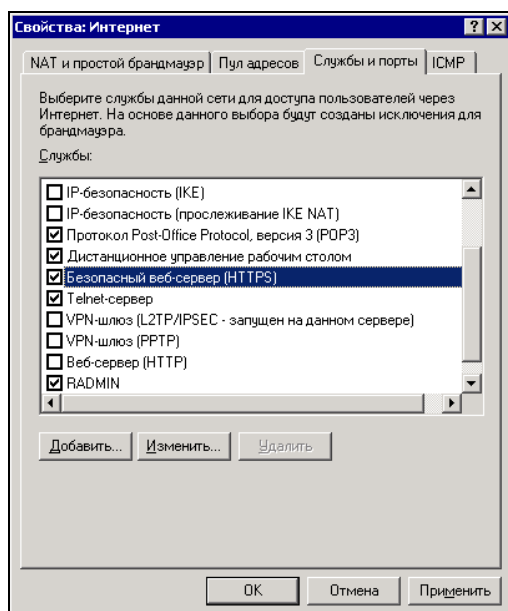 Свойства: Интернет
NAT и простой брандмауэр Пул адресов Службы и порты ICMP
Выберите службы данной сети для доступа пользователей через
Интернет. На основе данного выбора будут созданы исключения для
брандмауэра.
Службы:
IP-безопасность (IKE)
IP-безопасность (прослеживание IKE NAT)
Протокол Post-Office Protocol, версия 3 (POP3)
Дистанционное управление рабочим столом
Безопасный веб-сервер (HTTPS)
Telnet-сервер
VPN-шлюз (L2TP/IPSEC - запущен на данном сервере)
VPN-шлюз (PPTP)
Веб-сервер (HTTP)
RADMIN
Добавить... Изменить... Удалить
OK Отмена Применить